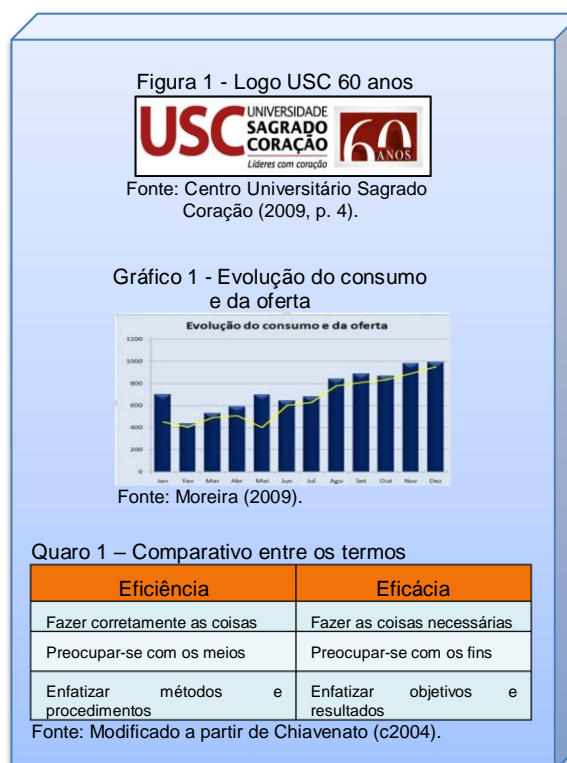 Figura 1 - Logo USC 60 anos
USC UNIVERSIDADE
SAGRADO
CORAÇÃO
Líderes com coração
60
ANOS
Fonte: Centro Universitário Sagrado
Coração (2009, p. 4).
Gráfico 1 - Evolução do consumo
e da oferta
Evolução do consumo e da oferta
1200
1000
800
600
400
200
0
Jan Fev Mar Abr Mai Jun Jul Ago Set Out Nov Dez
Fonte: Moreira (2009).
Quaro 1 – Comparativo entre os termos
Eficiência Eficácia
Fazer corretamente as coisas Fazer as coisas necessárias
Preocupar-se com os meios Preocupar-se com os fins
Enfatizar métodos e Enfatizar objetivos e
procedimentos resultados
Fonte: Modificado a partir de Chiavenato (c2004).